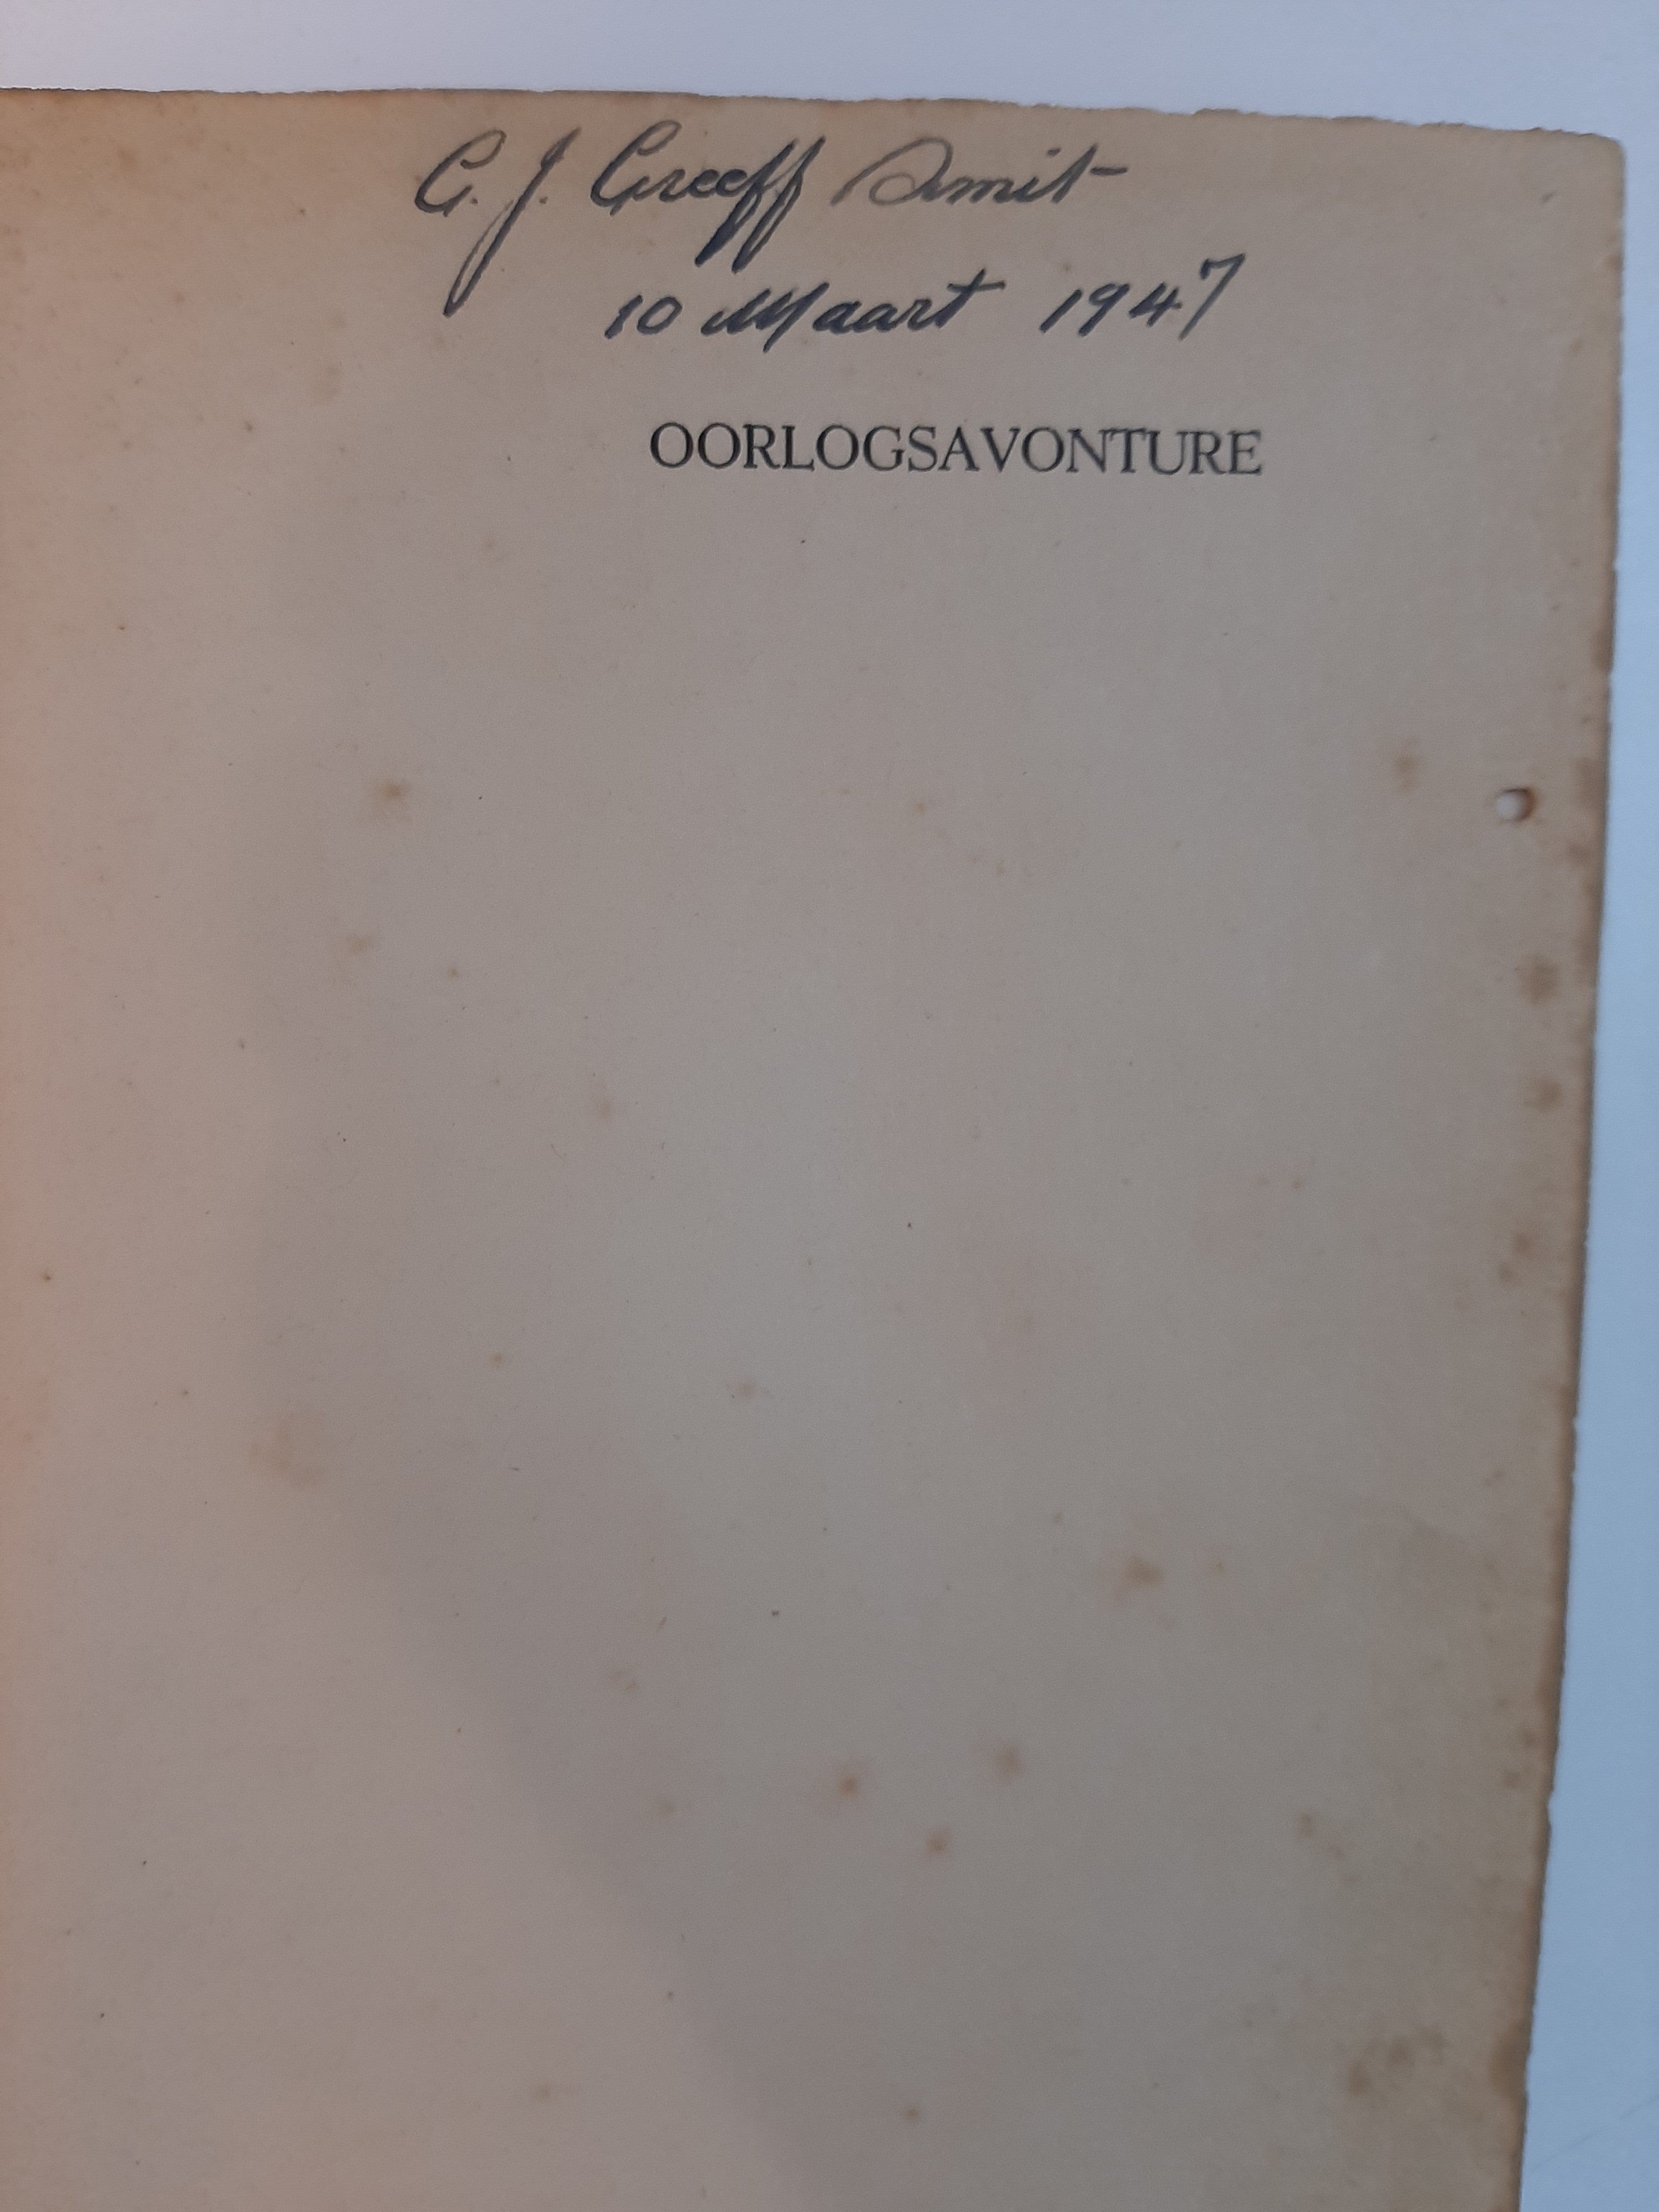 C. J. Greeff Smit
10 Maart 1947
OORLOGSAVONTURE